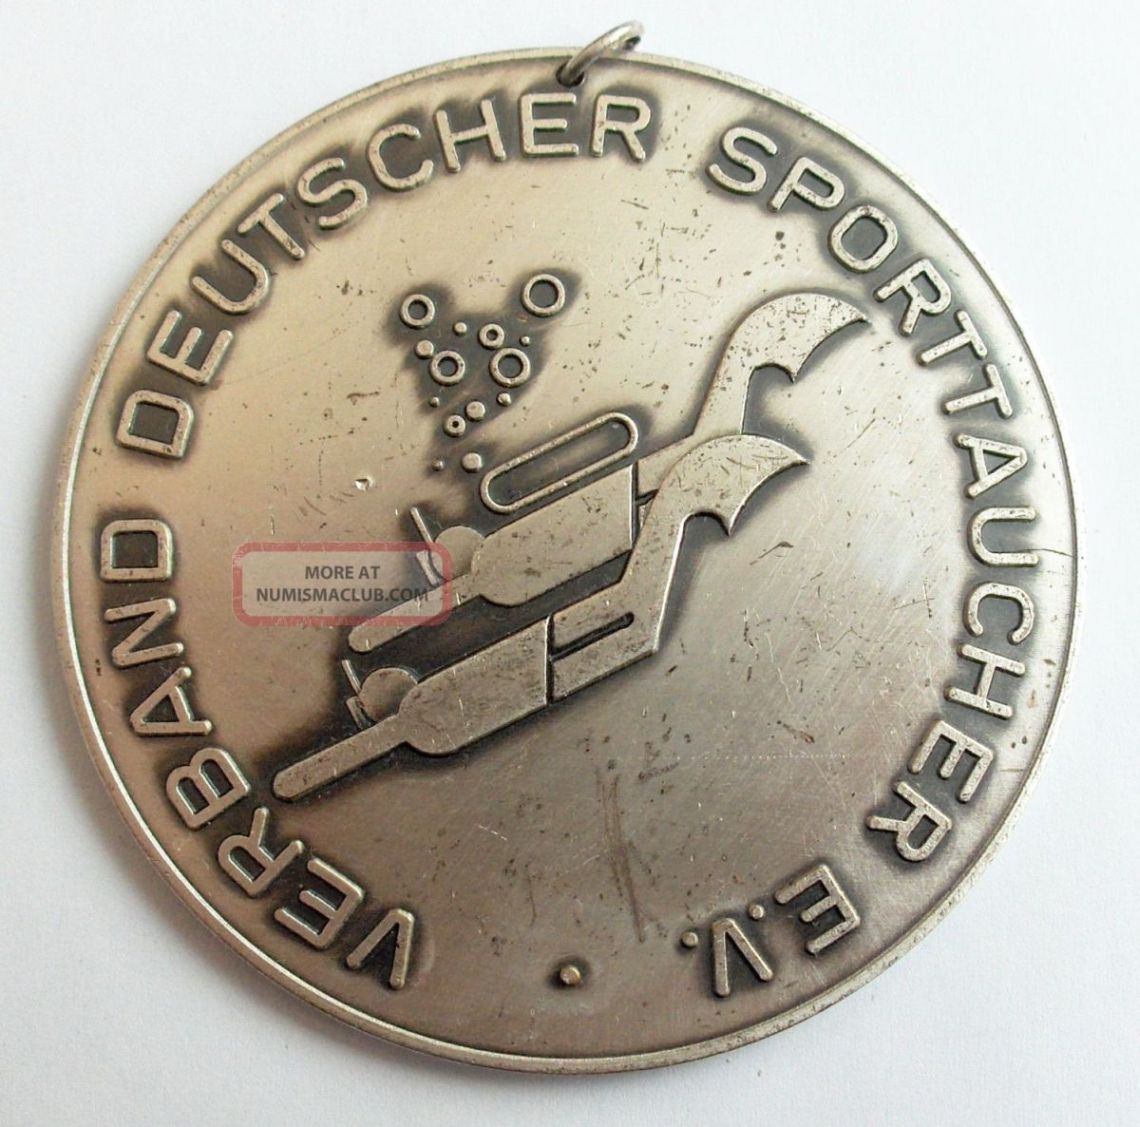 VERBAND DEUTSCHER SPORTTAUCHER E.V.
MORE AT
NUMISMACLUB.COM